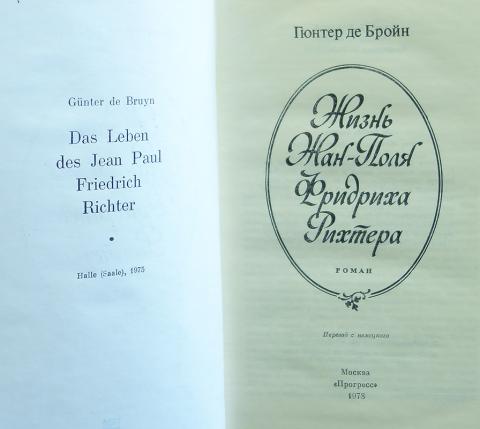 Günter de Bruyn
Das Leben
des Jean Paul
Friedrich
Richter
Halle (Saale), 1975
Гюнтер де Бройн
Жизнь
Жан-Поля
Фридриха
Рихтера
РОМАН
Перевод с немецкого
Москва
«Прогресс»
1978